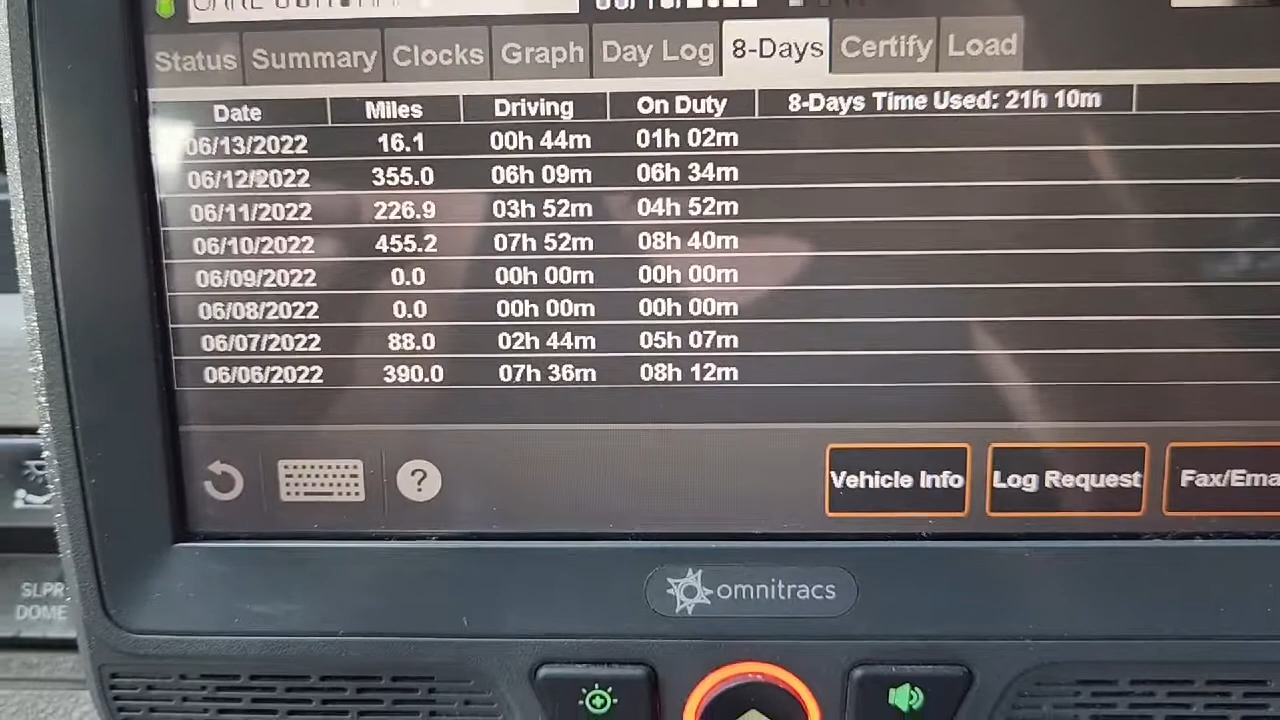 Status Summary Clocks Graph Day Log 8-Days Certify Load
Date Miles Driving On Duty 8-Days Time Used: 21h 10m
06/13/2022 16.1 00h 44m 01h 02m
06/12/2022 355.0 06h 09m 06h 34m
06/11/2022 226.9 03h 52m 04h 52m
06/10/2022 455.2 07h 52m 08h 40m
06/09/2022 0.0 00h 00m 00h 00m
06/08/2022 0.0 00h 00m 00h 00m
06/07/2022 88.0 02h 44m 05h 07m
06/06/2022 390.0 07h 36m 08h 12m
? Vehicle Info Log Request Fax/Ema
omnitracs
SLPR
DOME